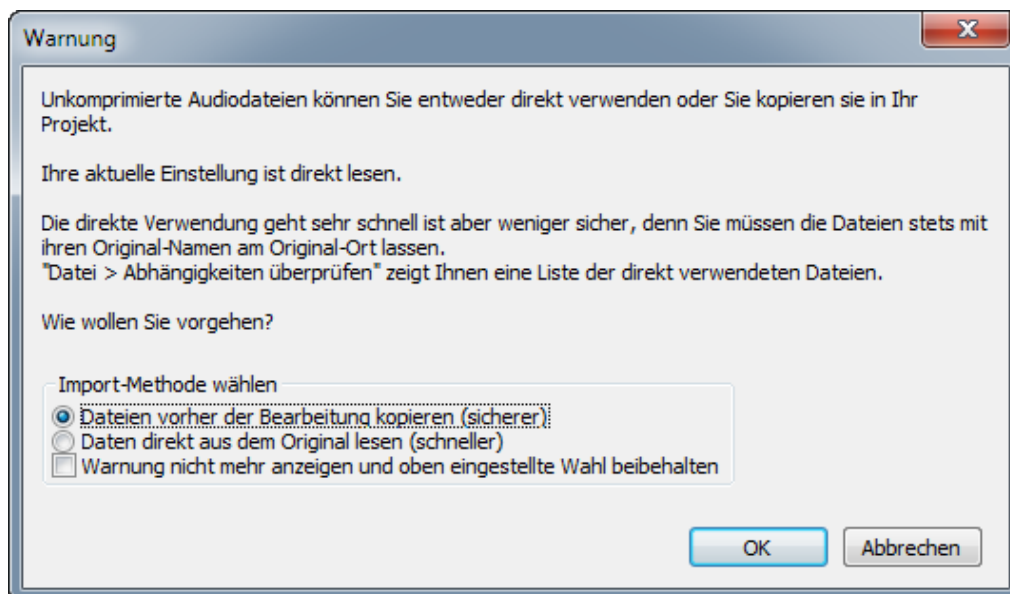 Warnung
Unkomprimierte Audiodateien können Sie entweder direkt verwenden oder Sie kopieren sie in Ihr
Projekt.
Ihre aktuelle Einstellung ist direkt lesen.
Die direkte Verwendung geht sehr schnell ist aber weniger sicher, denn Sie müssen die Dateien stets mit
ihren Original-Namen am Original-Ort lassen.
"Datei > Abhängigkeiten überprüfen" zeigt Ihnen eine Liste der direkt verwendeten Dateien.
Wie wollen Sie vorgehen?
Import-Methode wählen
Dateien vorher der Bearbeitung kopieren (sicherer)
Daten direkt aus dem Original lesen (schneller)
Warnung nicht mehr anzeigen und oben eingestellte Wahl beibehalten
OK Abbrechen